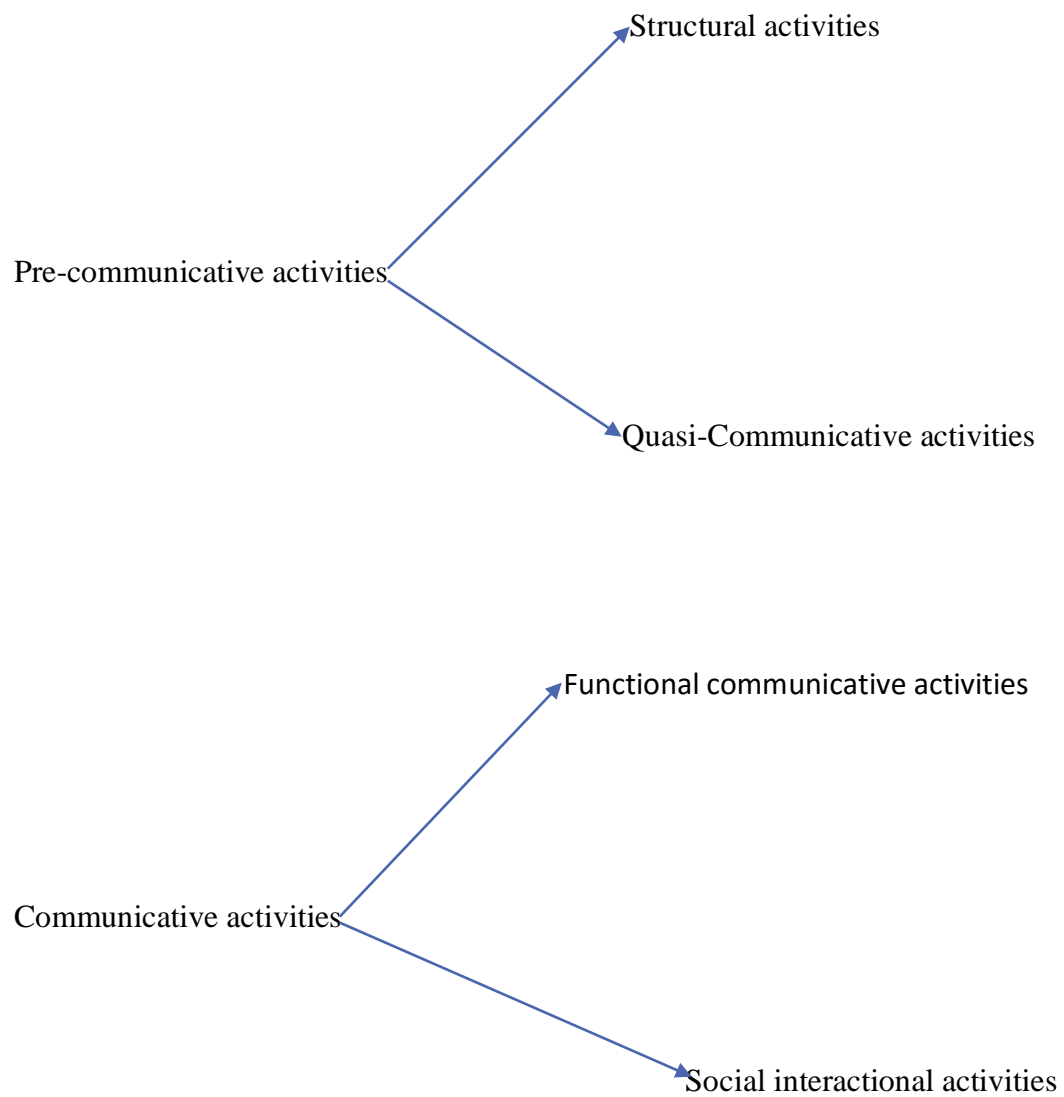 Structural activities
Pre-communicative activities
Quasi-Communicative activities
Functional communicative activities
Communicative activities
Social interactional activities